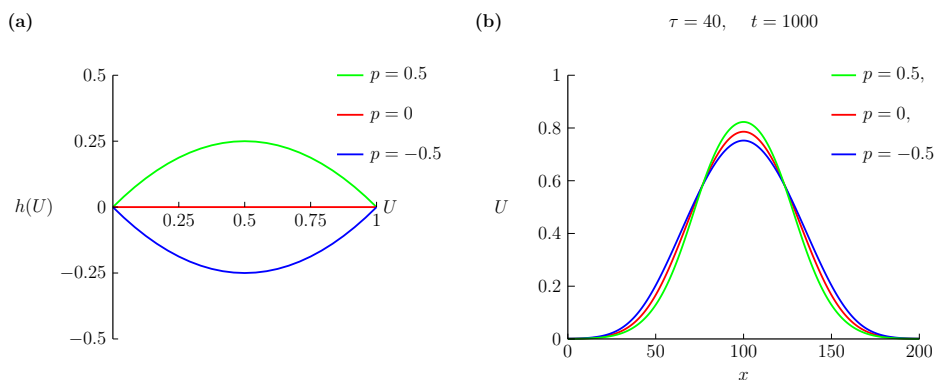 (a)
0.5
0.25
0
−0.25
−0.5
h(U)
0.25
0.5
0.75
1
U
p = 0.5
p = 0
p = −0.5
(b)
τ = 40, t = 1000
1
0.8
0.6
0.4
0.2
0
U
0
50
100
150
200
x
p = 0.5,
p = 0,
p = −0.5